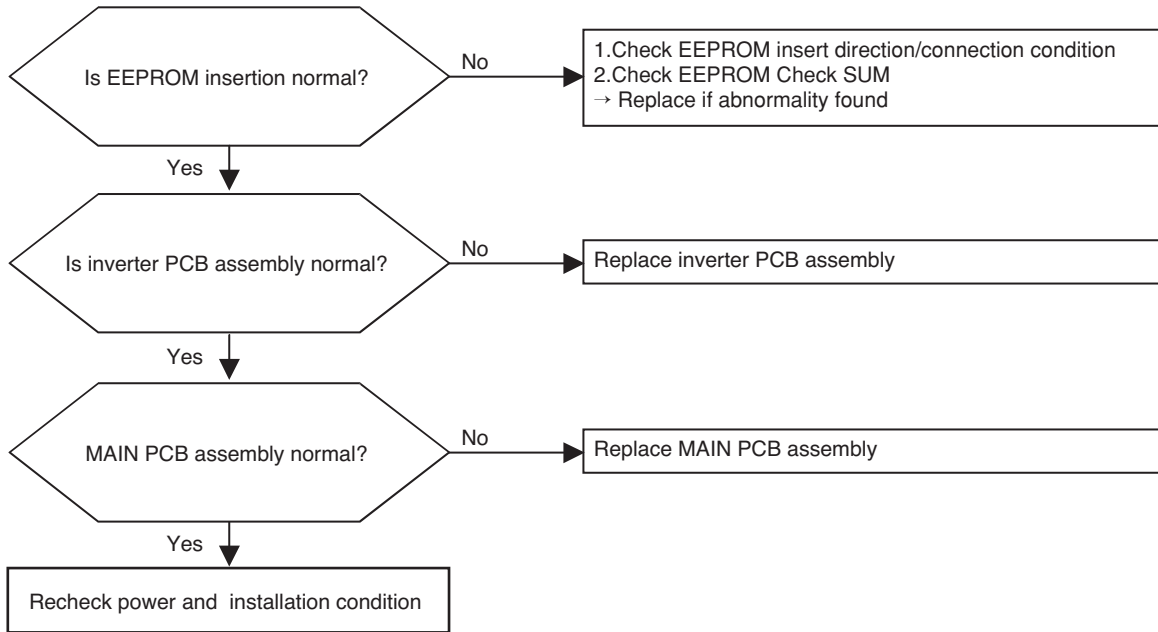 Is EEPROM insertion normal?
No
1.Check EEPROM insert direction/connection condition
2.Check EEPROM Check SUM
→ Replace if abnormality found
Yes
Is inverter PCB assembly normal?
No
Replace inverter PCB assembly
Yes
MAIN PCB assembly normal?
No
Replace MAIN PCB assembly
Yes
Recheck power and installation condition